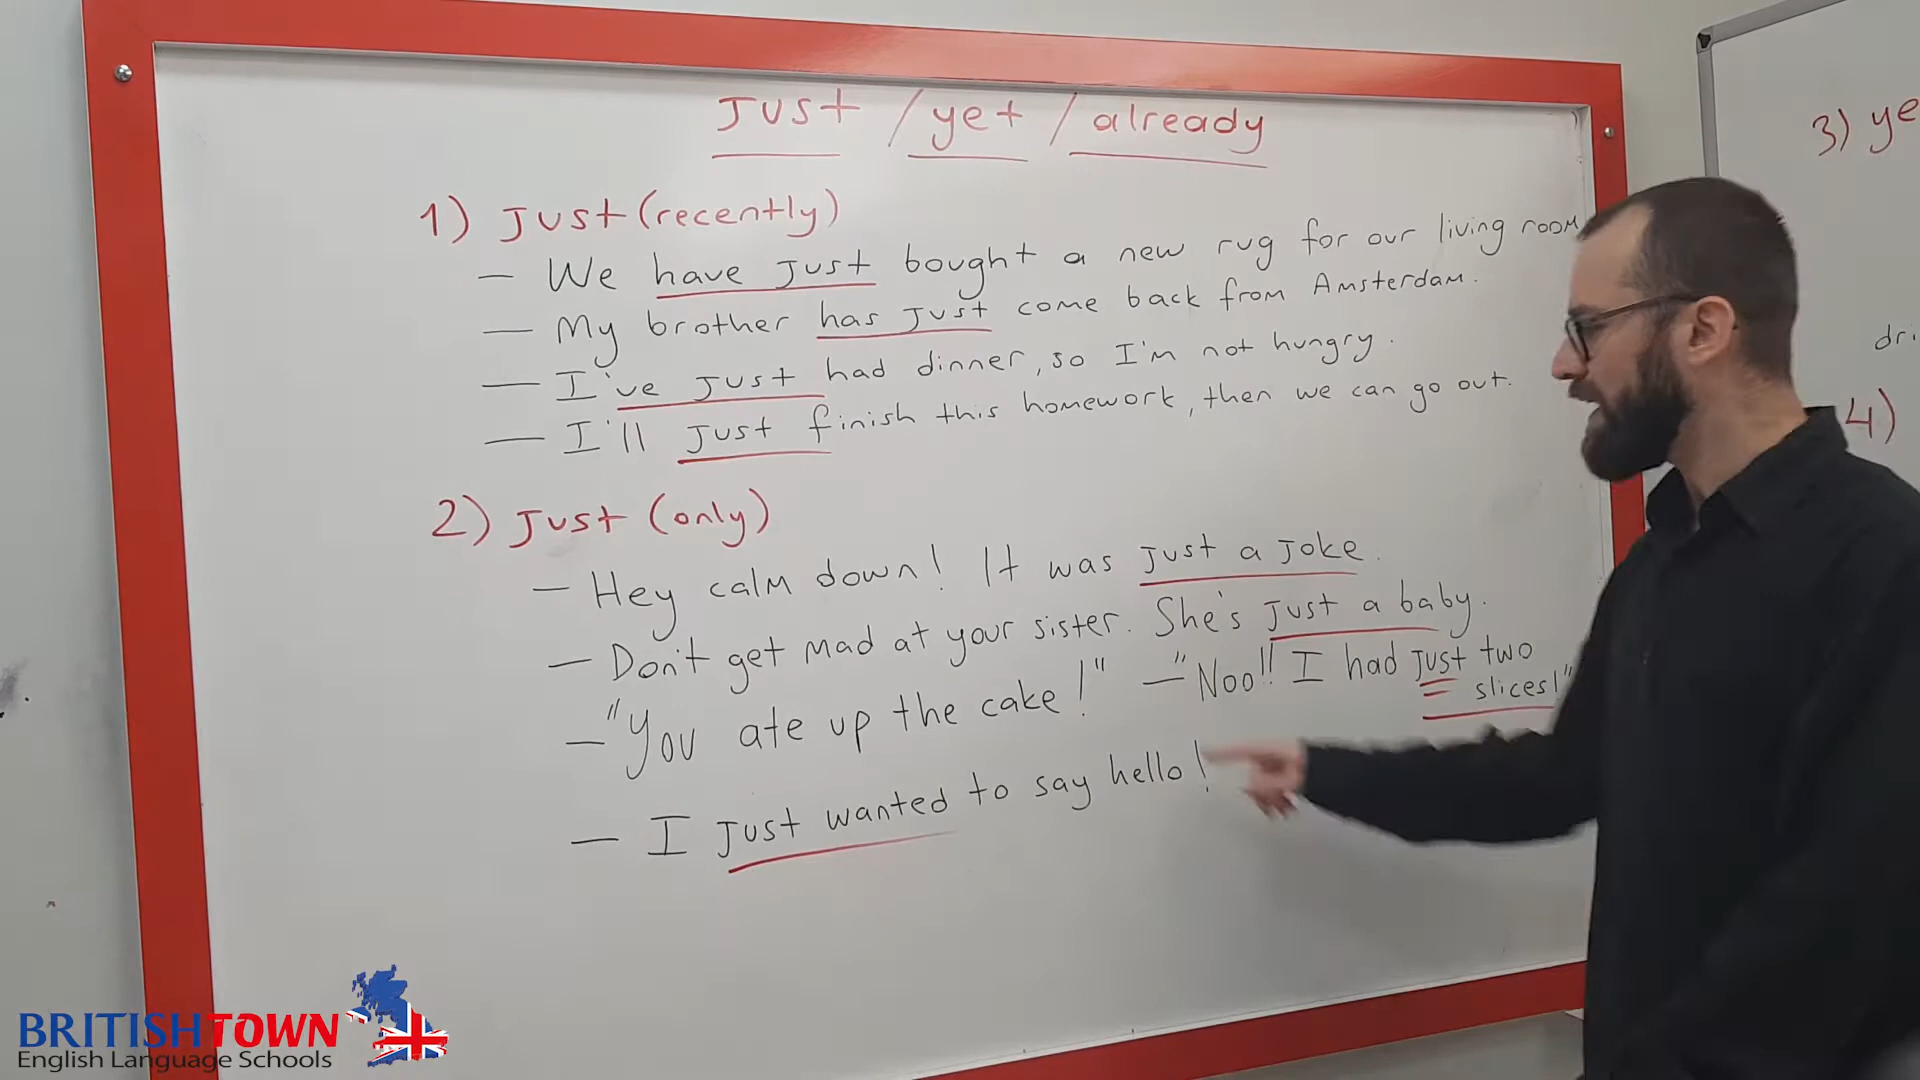 Just / yet / already
1) Just (recently)
— We have just bought a new rug for our living room
— My brother has just come back from Amsterdam.
— I've just had dinner, so I'm not hungry.
— I'll just finish this homework, then we can go out.
2) Just (only)
— Hey calm down! It was just a joke.
— Don't get mad at your sister. She's just a baby.
— "You ate up the cake!" — "Noo!! I had just two
slices!"
— I just wanted to say hello!
3) ye
dri
4)
BRITISHTOWN
English Language Schools